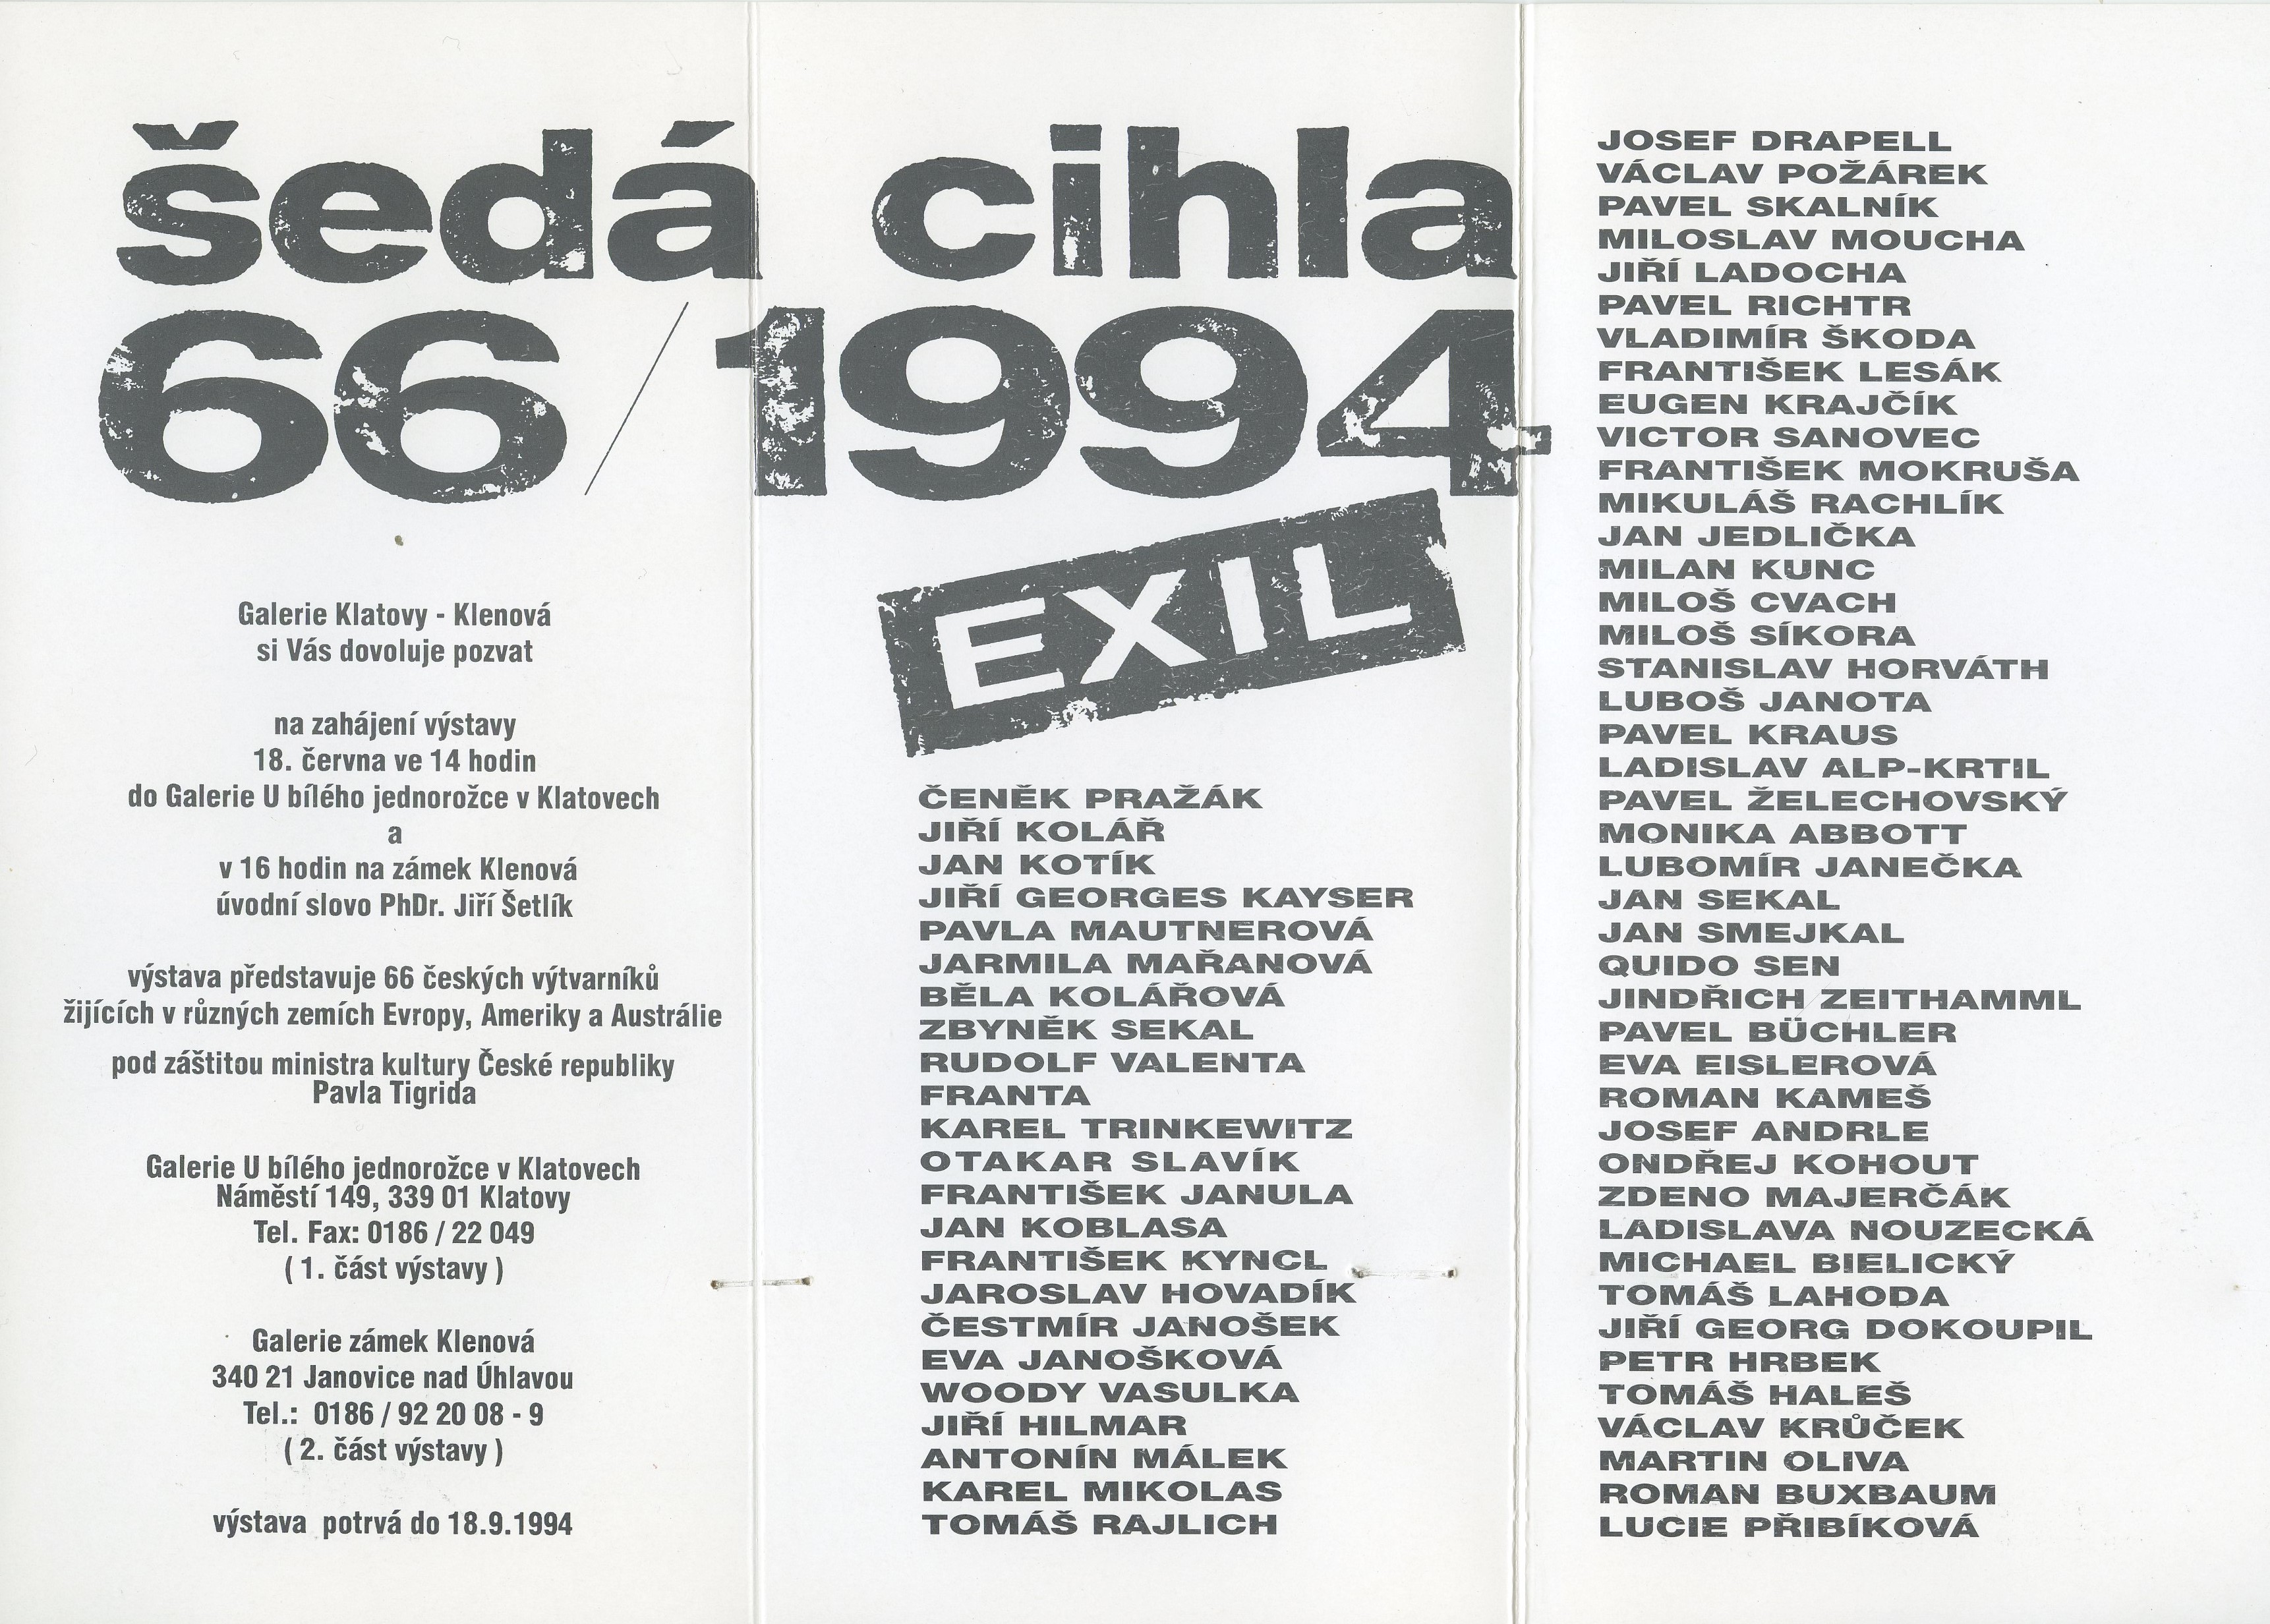 šedá cihla
66/1994
EXIL
Galerie Klatovy - Klenová
si Vás dovoluje pozvat
na zahájení výstavy
18. června ve 14 hodin
do Galerie U bílého jednorožce v Klatovech
a
v 16 hodin na zámek Klenová
úvodní slovo PhDr. Jiří Šetlík
výstava představuje 66 českých výtvarníků
žijících v různých zemích Evropy, Ameriky a Austrálie
pod záštitou ministra kultury České republiky
Pavla Tigrida
Galerie U bílého jednorožce v Klatovech
Náměstí 149, 339 01 Klatovy
Tel. Fax: 0186 / 22 049
( 1. část výstavy )
Galerie zámek Klenová
340 21 Janovice nad Úhlavou
Tel.: 0186 / 92 20 08 - 9
( 2. část výstavy )
výstava potrvá do 18.9.1994
ČENĚK PRAŽÁK
JIŘÍ KOLÁŘ
JAN KOTÍK
JIŘÍ GEORGES KAYSER
PAVLA MAUTNEROVÁ
JARMILA MAŘANOVÁ
BĚLA KOLÁŘOVÁ
ZBYNĚK SEKAL
RUDOLF VALENTA
FRANTA
KAREL TRINKEWITZ
OTAKAR SLAVÍK
FRANTIŠEK JANULA
JAN KOBLASA
FRANTIŠEK KYNCL
JAROSLAV HOVADÍK
ČESTMÍR JANOŠEK
EVA JANOŠKOVÁ
WOODY VASULKA
JIŘÍ HILMAR
ANTONÍN MÁLEK
KAREL MIKOLAS
TOMÁŠ RAJLICH
JOSEF DRAPELL
VÁCLAV POŽÁREK
PAVEL SKALNÍK
MILOSLAV MOUCHA
JIŘÍ LADOCHA
PAVEL RICHTR
VLADIMÍR ŠKODA
FRANTIŠEK LESÁK
EUGEN KRAJČÍK
VICTOR SANOVEC
FRANTIŠEK MOKRUŠA
MIKULÁŠ RACHLÍK
JAN JEDLIČKA
MILAN KUNC
MILOŠ CVACH
MILOŠ SÍKORA
STANISLAV HORVÁTH
LUBOŠ JANOTA
PAVEL KRAUS
LADISLAV ALP-KRTIL
PAVEL ŽELECHOVSKÝ
MONIKA ABBOTT
LUBOMÍR JANEČKA
JAN SEKAL
JAN SMEJKAL
QUIDO SEN
JINDŘICH ZEITHAMML
PAVEL BÜCHLER
EVA EISLEROVÁ
ROMAN KAMEŠ
JOSEF ANDRLE
ONDŘEJ KOHOUT
ZDENO MAJERČÁK
LADISLAVA NOUZECKÁ
MICHAEL BIELICKÝ
TOMÁŠ LAHODA
JIŘÍ GEORG DOKOUPIL
PETR HRBEK
TOMÁŠ HALEŠ
VÁCLAV KRŮČEK
MARTIN OLIVA
ROMAN BUXBAUM
LUCIE PŘIBÍKOVÁ